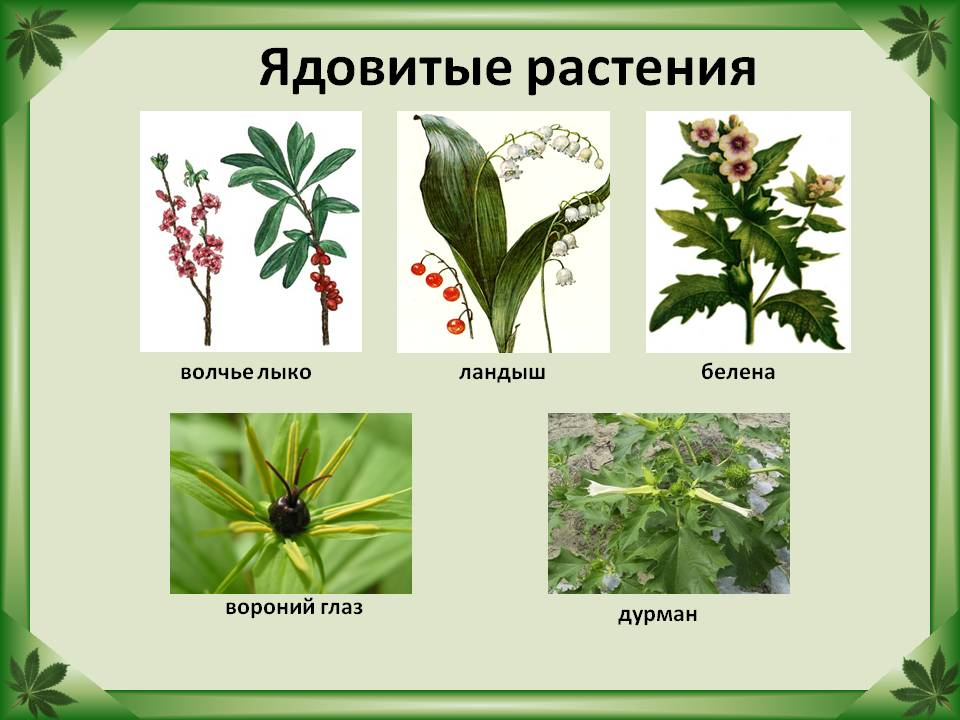 Ядовитые растения
волчье лыко
ландыш
белена
вороний глаз
дурман